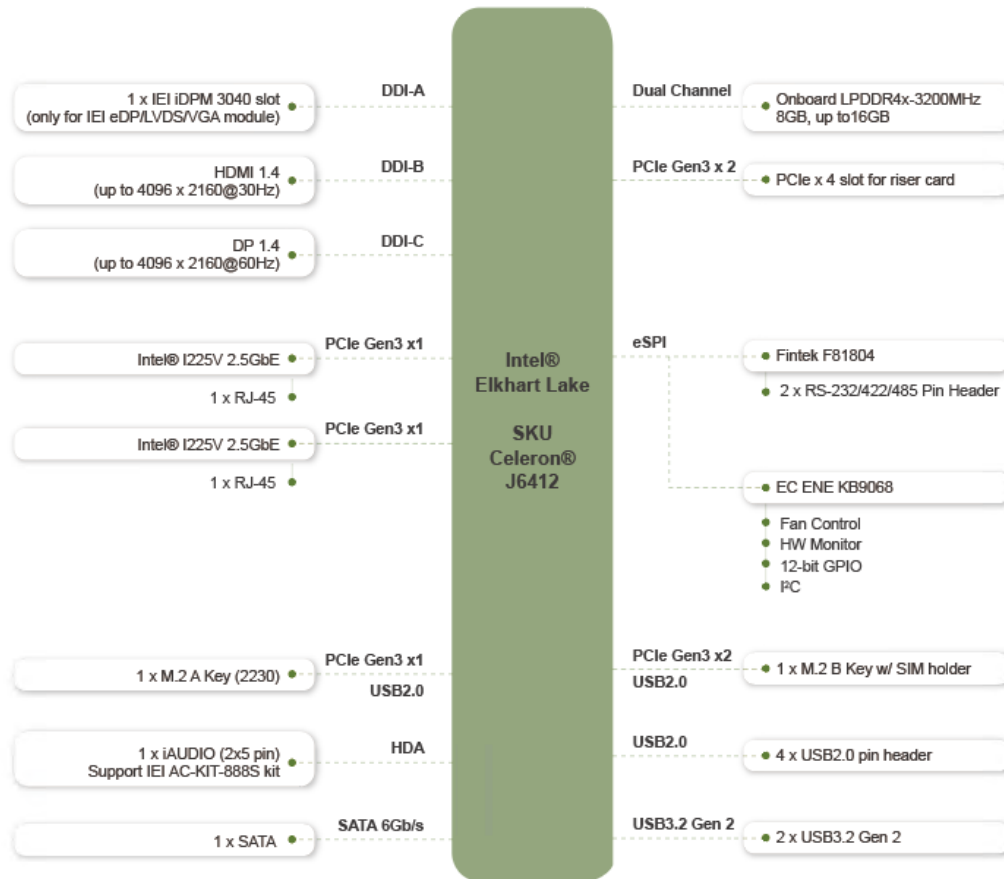 DDI-A
1 x IEI iDPM 3040 slot
(only for IEI eDP/LVDS/VGA module)
DDI-B
HDMI 1.4
(up to 4096 x 2160@30Hz)
DDI-C
DP 1.4
(up to 4096 x 2160@60Hz)
PCIe Gen3 x1
Intel® I225V 2.5GbE
1 x RJ-45
PCIe Gen3 x1
Intel® I225V 2.5GbE
1 x RJ-45
PCIe Gen3 x1
1 x M.2 A Key (2230)
USB2.0
HDA
1 x iAUDIO (2x5 pin)
Support IEI AC-KIT-888S kit
SATA 6Gb/s
1 x SATA
Intel®
Elkhart Lake
SKU
Celeron®
J6412
Dual Channel
Onboard LPDDR4x-3200MHz
8GB, up to16GB
PCIe Gen3 x 2
PCIe x 4 slot for riser card
eSPI
Fintek F81804
2 x RS-232/422/485 Pin Header
EC ENE KB9068
Fan Control
HW Monitor
12-bit GPIO
I²C
PCIe Gen3 x2
1 x M.2 B Key w/ SIM holder
USB2.0
USB2.0
4 x USB2.0 pin header
USB3.2 Gen 2
2 x USB3.2 Gen 2